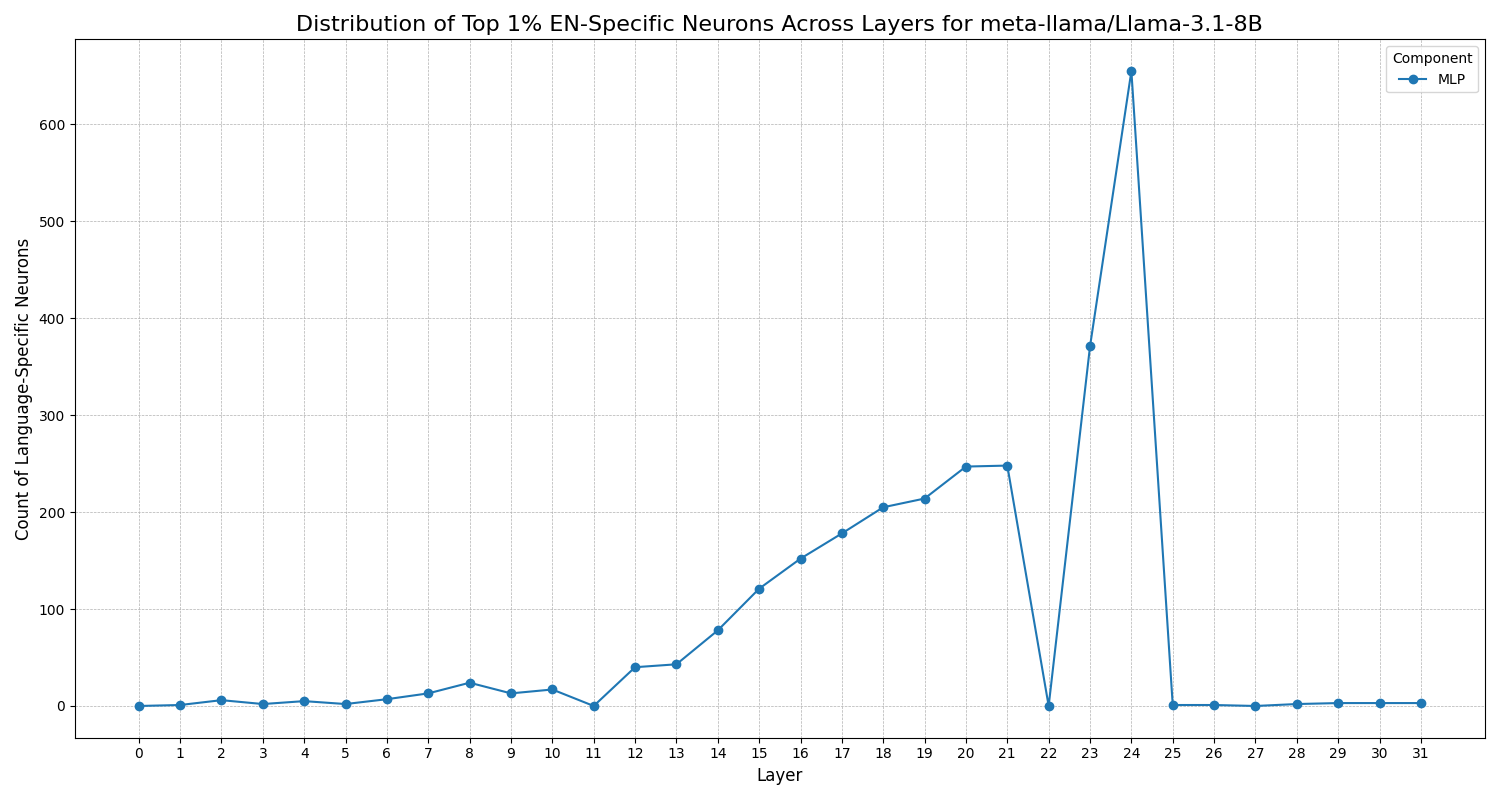 Distribution of Top 1% EN-Specific Neurons Across Layers for meta-llama/Llama-3.1-8B
Component
MLP
600
500
400
300
200
100
0
Count of Language-Specific Neurons
0 1 2 3 4 5 6 7 8 9 10 11 12 13 14 15 16 17 18 19 20 21 22 23 24 25 26 27 28 29 30 31
Layer